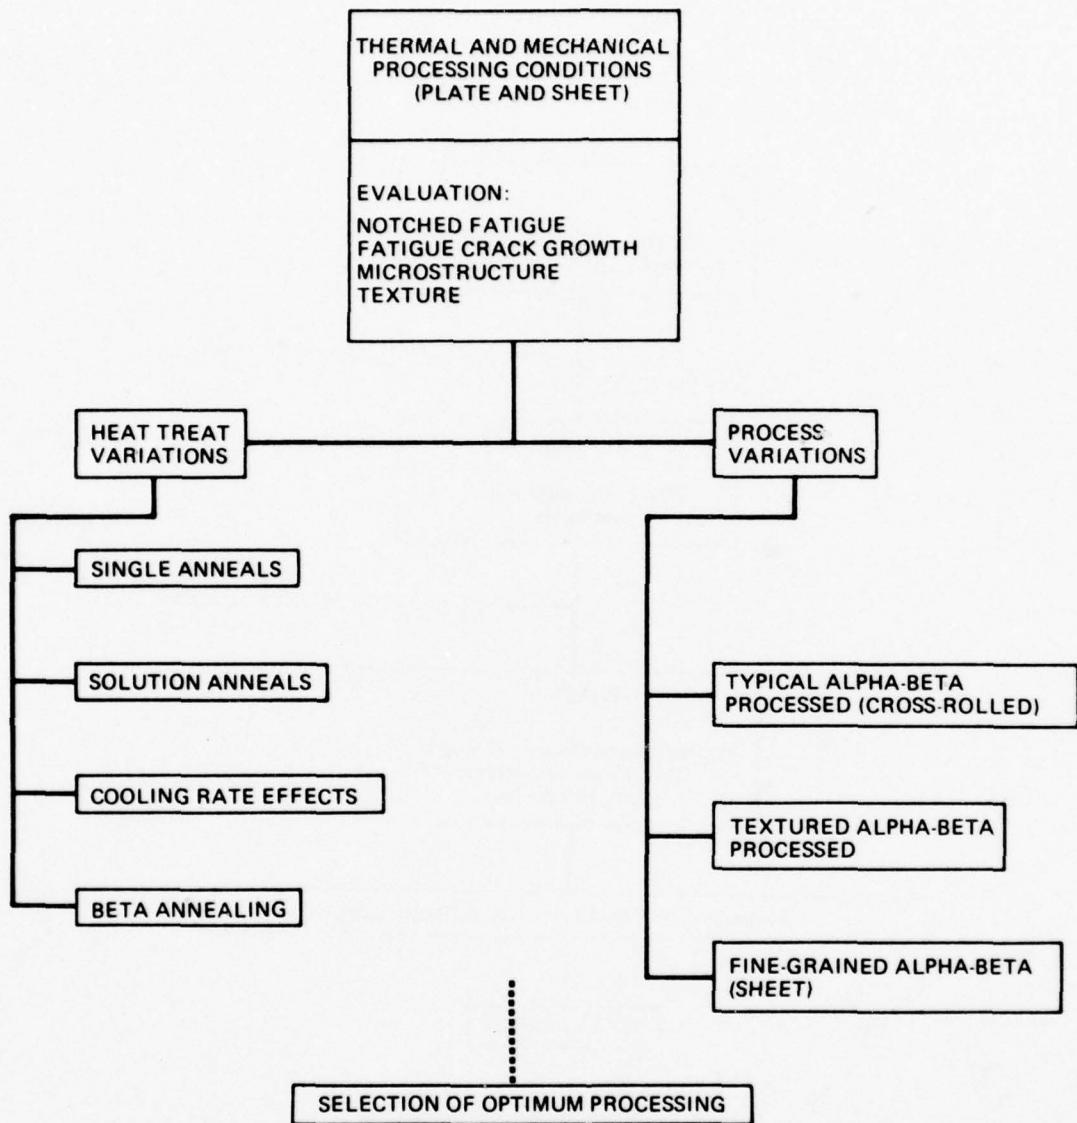 THERMAL AND MECHANICAL
PROCESSING CONDITIONS
(PLATE AND SHEET)
EVALUATION:
NOTCHED FATIGUE
FATIGUE CRACK GROWTH
MICROSTRUCTURE
TEXTURE
HEAT TREAT
VARIATIONS
SINGLE ANNEALS
SOLUTION ANNEALS
COOLING RATE EFFECTS
BETA ANNEALING
PROCESS
VARIATIONS
TYPICAL ALPHA-BETA
PROCESSED (CROSS-ROLLED)
TEXTURED ALPHA-BETA
PROCESSED
FINE-GRAINED ALPHA-BETA
(SHEET)
SELECTION OF OPTIMUM PROCESSING